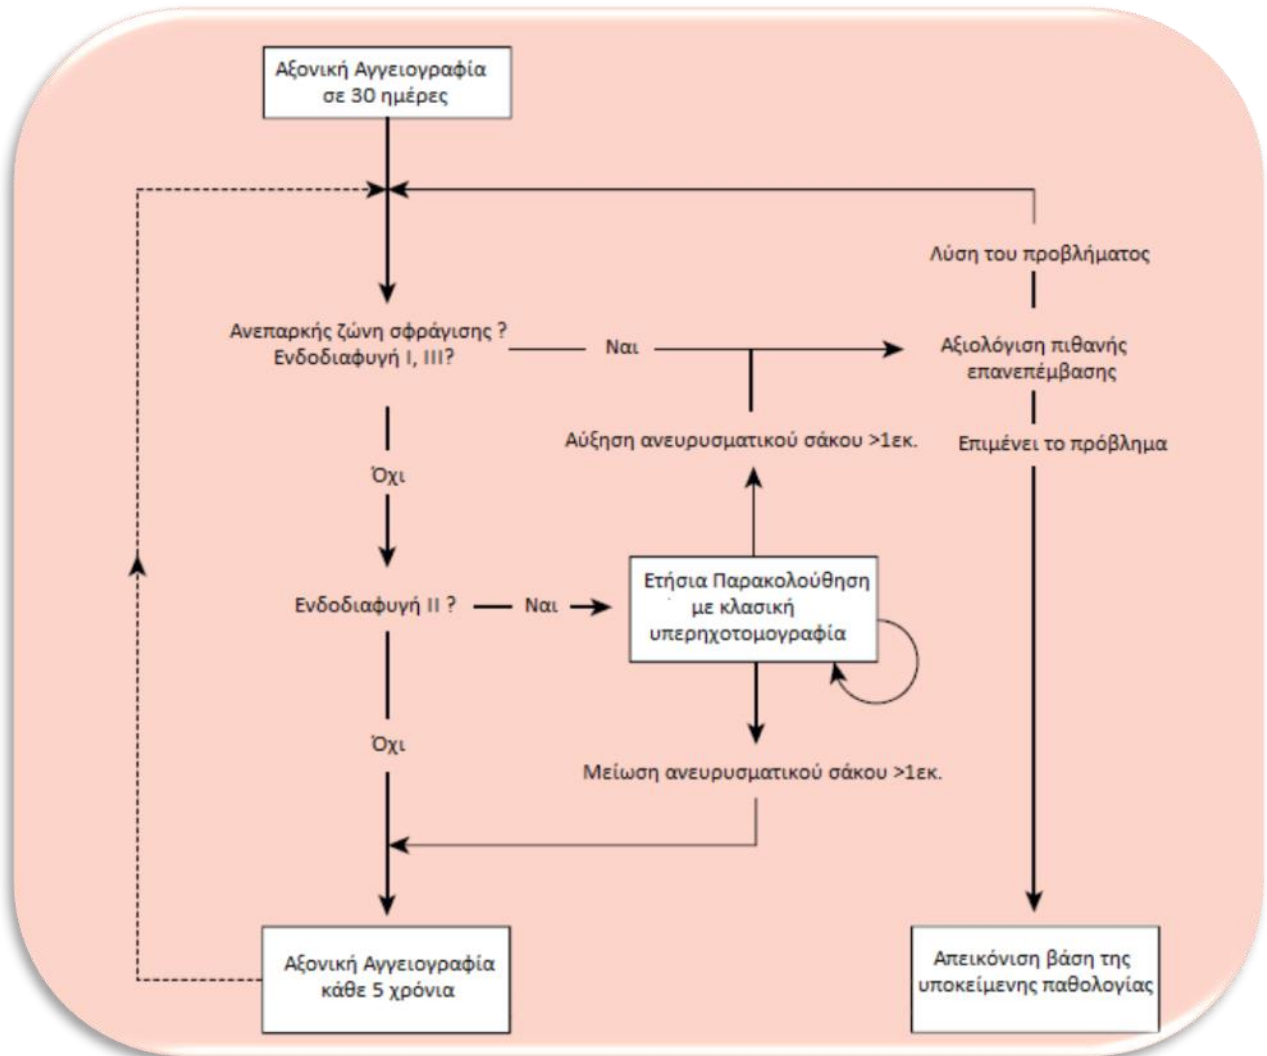 Αξονική Αγγειογραφία
σε 30 ημέρες
Λύση του προβλήματος
Ανεπαρκής ζώνη σφράγισης ?
Ενδοδιαφυγή Ι, ΙΙΙ?
Ναι
Αξιολόγιση πιθανής
επανεπέμβασης
Αύξηση ανευρυσματικού σάκου >1εκ.
Επιμένει το πρόβλημα
Όχι
Ενδοδιαφυγή ΙΙ ?
Ναι
Ετήσια Παρακολούθηση
με κλασική
υπερηχοτομογραφία
Όχι
Μείωση ανευρυσματικού σάκου >1εκ.
Αξονική Αγγειογραφία
κάθε 5 χρόνια
Απεικόνιση βάση της
υποκείμενης παθολογίας